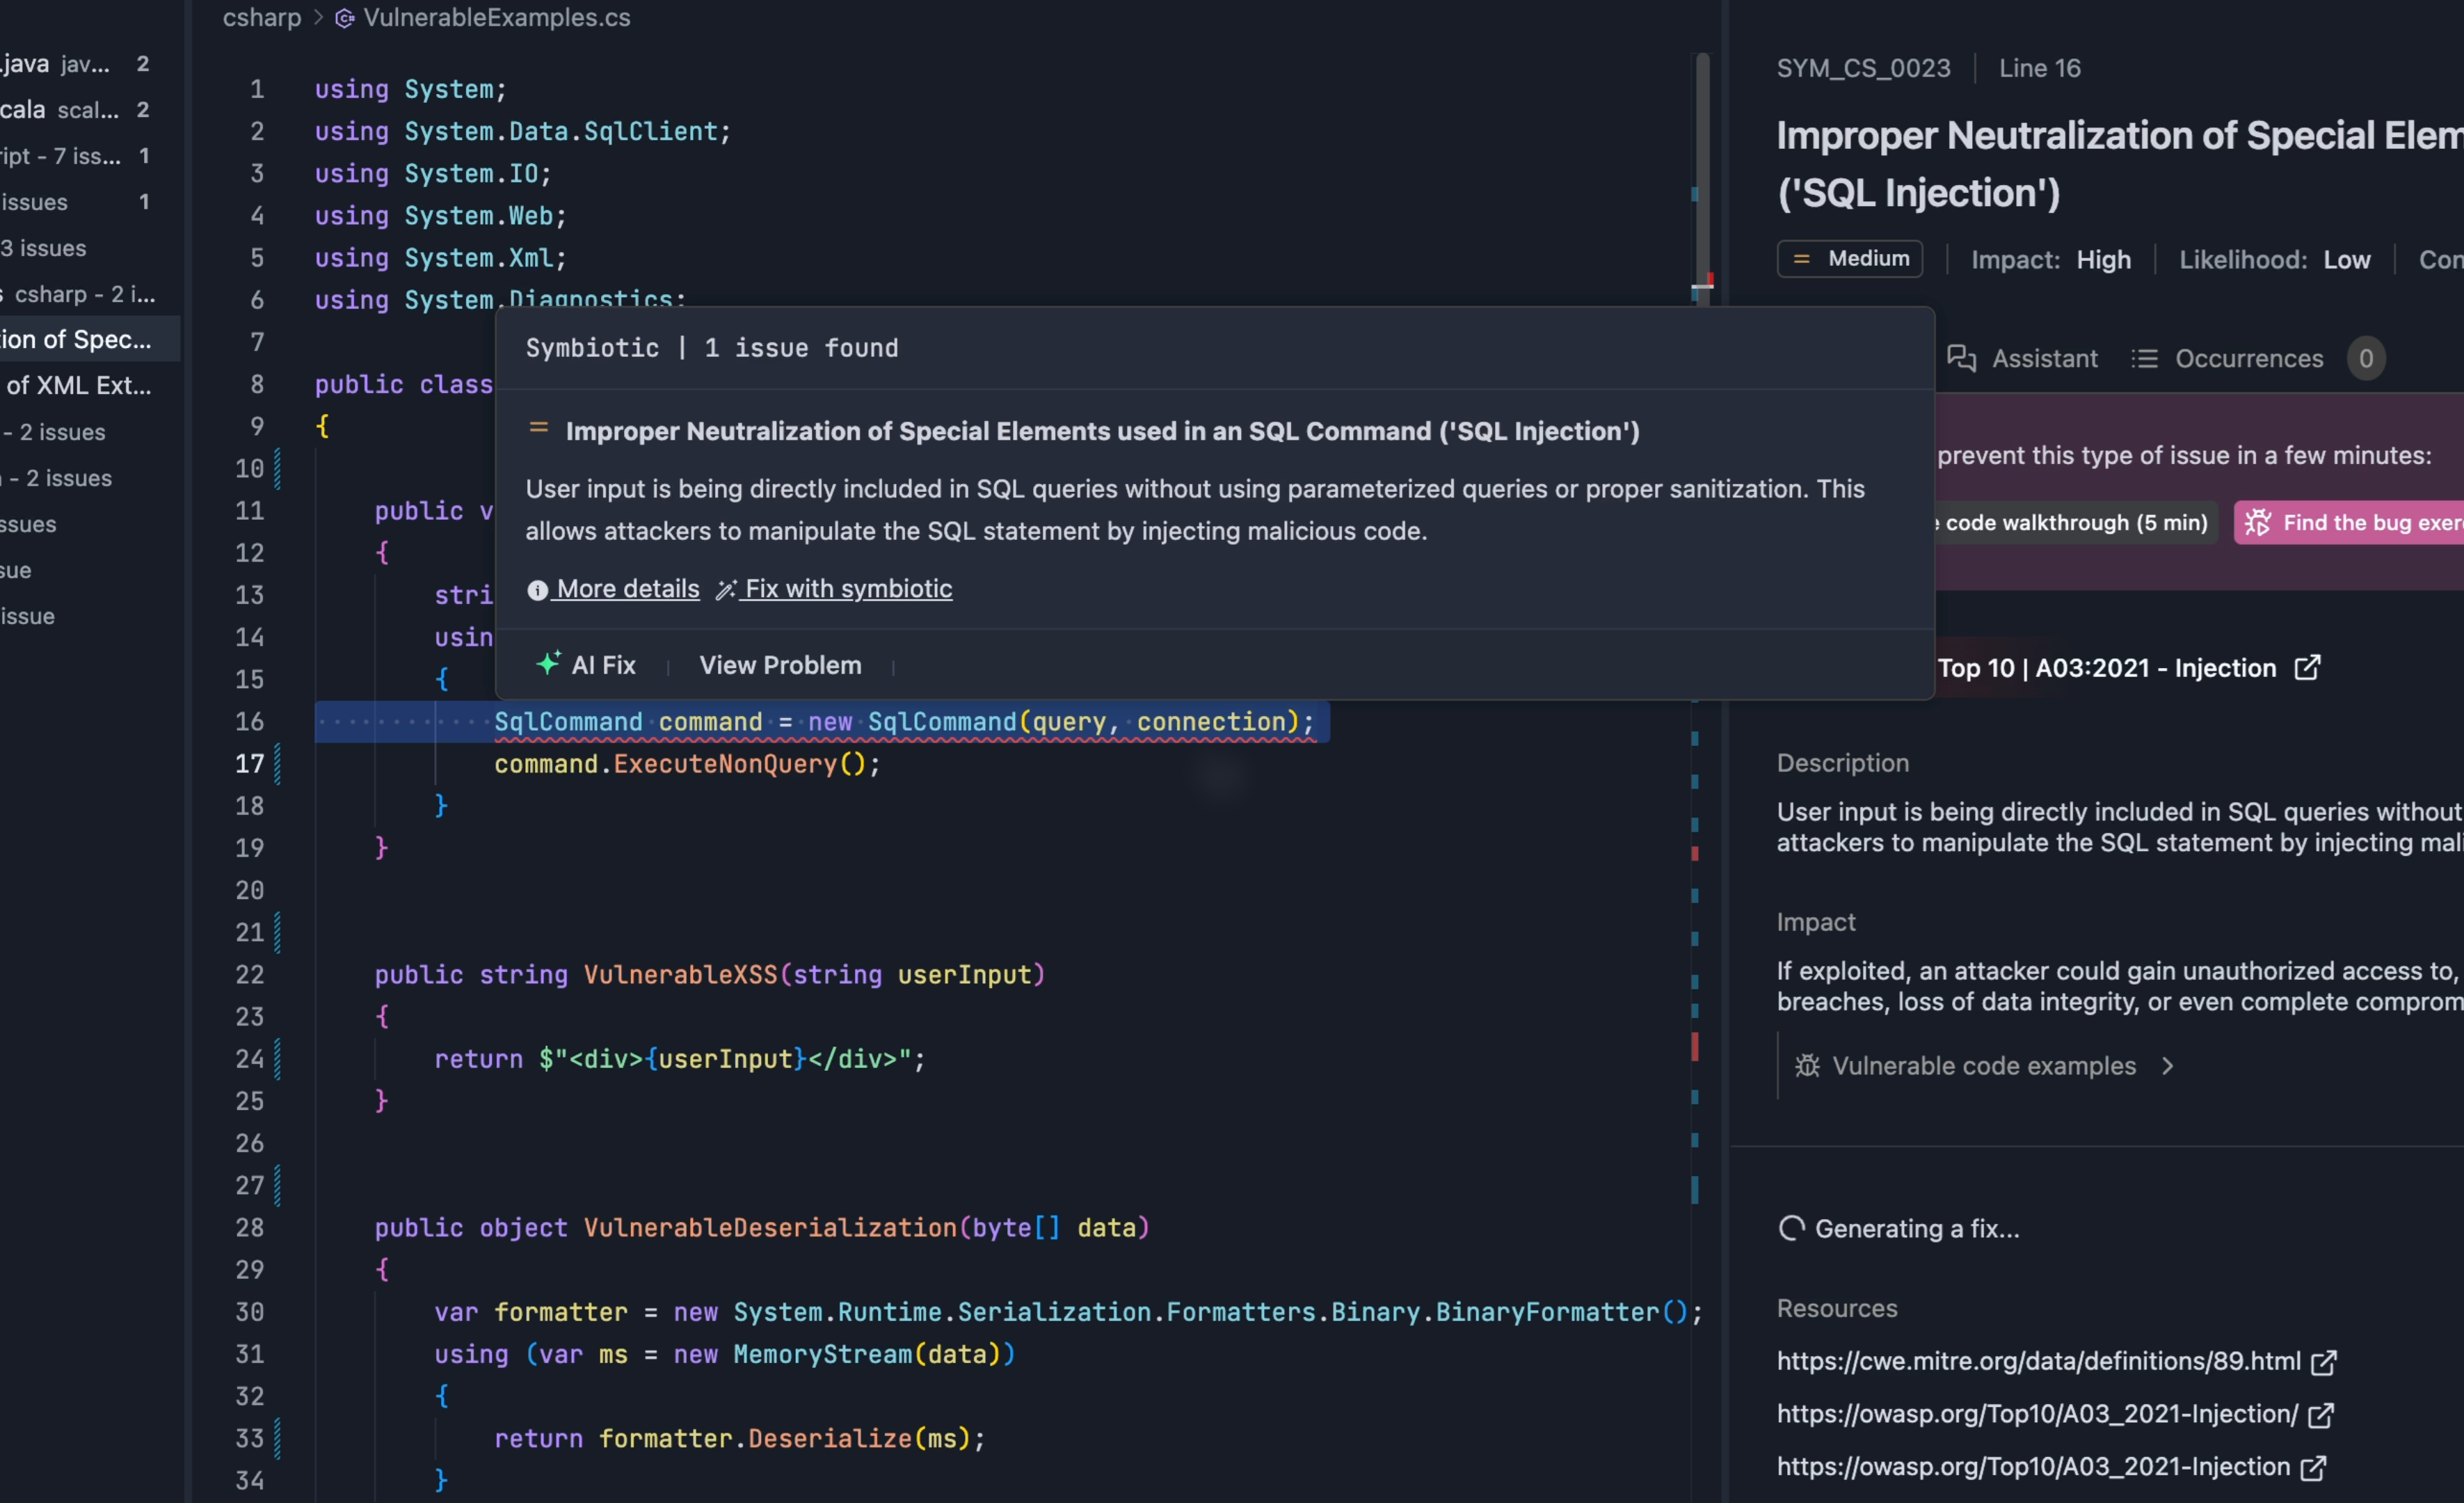 csharp > VulnerableExamples.cs
.java jav... 2
cala scal... 2
ript - 7 iss... 1
issues 1
3 issues
s csharp - 2 i...
ion of Spec...
of XML Ext...
- 2 issues
- 2 issues
ssues
sue
issue
1 using System;
2 using System.Data.SqlClient;
3 using System.IO;
4 using System.Web;
5 using System.Xml;
6 using System.Diagnostics;
7
8 public class
9 {
10
11 public v
12 {
13 stri
14 usin
15 {
16 SqlCommand command = new SqlCommand(query, connection);
17 command.ExecuteNonQuery();
18 }
19 }
20
21
22 public string VulnerableXSS(string userInput)
23 {
24 return $"<div>{userInput}</div>";
25 }
26
27
28 public object VulnerableDeserialization(byte[] data)
29 {
30 var formatter = new System.Runtime.Serialization.Formatters.Binary.BinaryFormatter();
31 using (var ms = new MemoryStream(data))
32 {
33 return formatter.Deserialize(ms);
34 }
Symbiotic | 1 issue found
= Improper Neutralization of Special Elements used in an SQL Command ('SQL Injection')
User input is being directly included in SQL queries without using parameterized queries or proper sanitization. This
allows attackers to manipulate the SQL statement by injecting malicious code.
More details Fix with symbiotic
AI Fix | View Problem |
SYM_CS_0023 | Line 16
Improper Neutralization of Special Elem
('SQL Injection')
= Medium | Impact: High | Likelihood: Low | Con
Assistant Occurrences 0
prevent this type of issue in a few minutes:
code walkthrough (5 min) Find the bug exer
Top 10 | A03:2021 - Injection
Description
User input is being directly included in SQL queries without
attackers to manipulate the SQL statement by injecting mali
Impact
If exploited, an attacker could gain unauthorized access to,
breaches, loss of data integrity, or even complete comprom
Vulnerable code examples >
Generating a fix...
Resources
https://cwe.mitre.org/data/definitions/89.html
https://owasp.org/Top10/A03_2021-Injection/
https://owasp.org/Top10/A03_2021-Injection